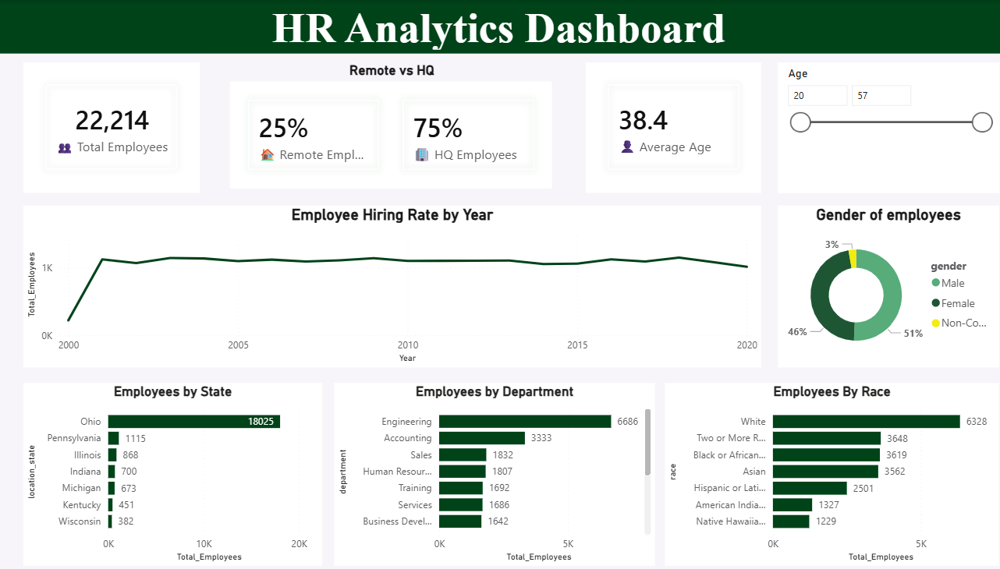 HR Analytics Dashboard
22,214
Total Employees
Remote vs HQ
25%
Remote Empl...
75%
HQ Employees
38.4
Average Age
Age
20
57
Employee Hiring Rate by Year
Total_Employees
1K
0K
2000
2005
2010
2015
2020
Year
Gender of employees
3%
46%
51%
gender
Male
Female
Non-Co...
Employees by State
location_state
Ohio 18025
Pennsylvania 1115
Illinois 868
Indiana 700
Michigan 673
Kentucky 451
Wisconsin 382
0K 10K 20K
Total_Employees
Employees by Department
department
Engineering 6686
Accounting 3333
Sales 1832
Human Resour... 1807
Training 1692
Services 1686
Business Devel... 1642
0K 5K
Total_Employees
Employees By Race
race
White 6328
Two or More R... 3648
Black or African... 3619
Asian 3562
Hispanic or Lati... 2501
American India... 1327
Native Hawaiia... 1229
0K 5K
Total_Employees